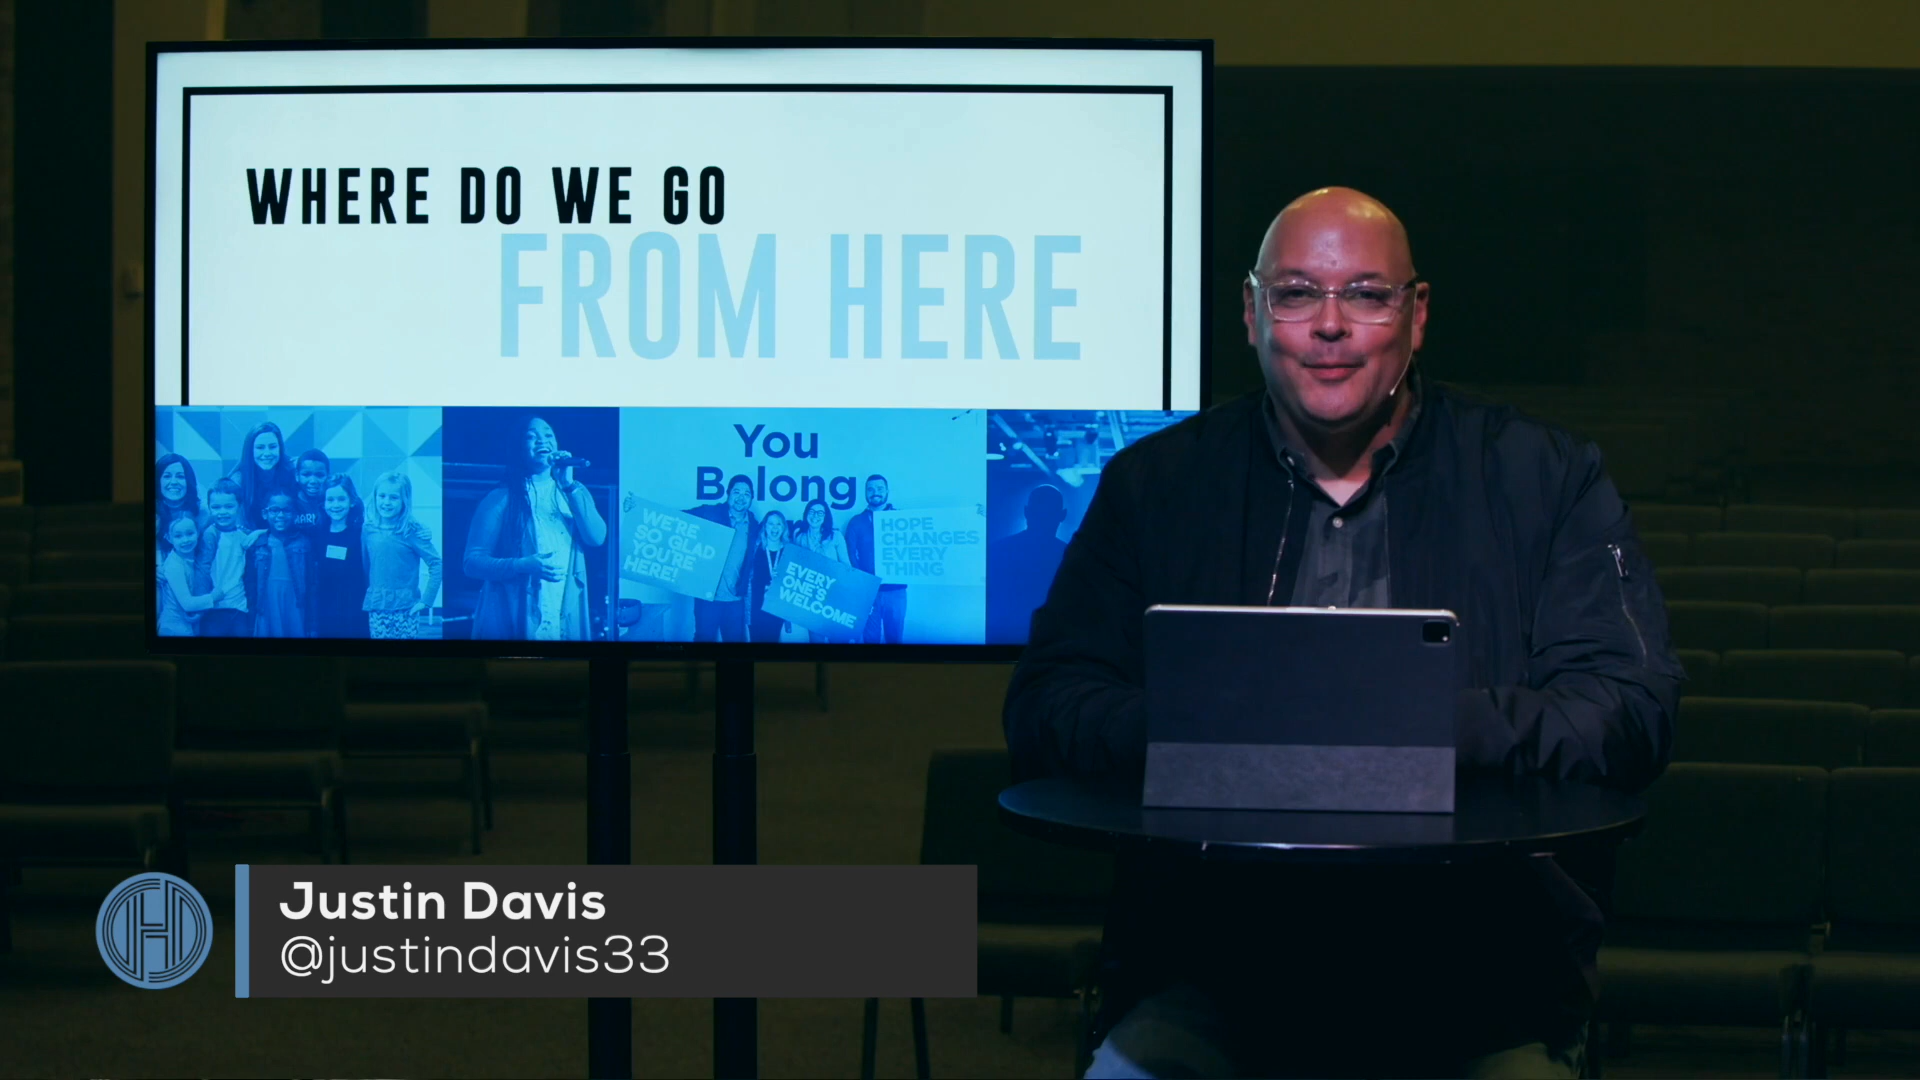 WHERE DO WE GO
FROM HERE
You
Belong
WE'RE
SO GLAD
YOU'RE
HERE!
EVERY
ONE'S
WELCOME
HOPE
CHANGES
EVERY
THING
Justin Davis
@justindavis33